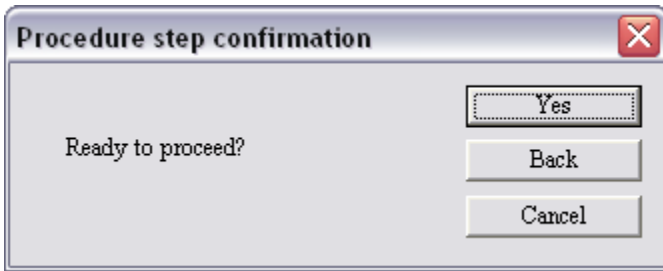 Procedure step confirmation
Ready to proceed?
Yes
Back
Cancel